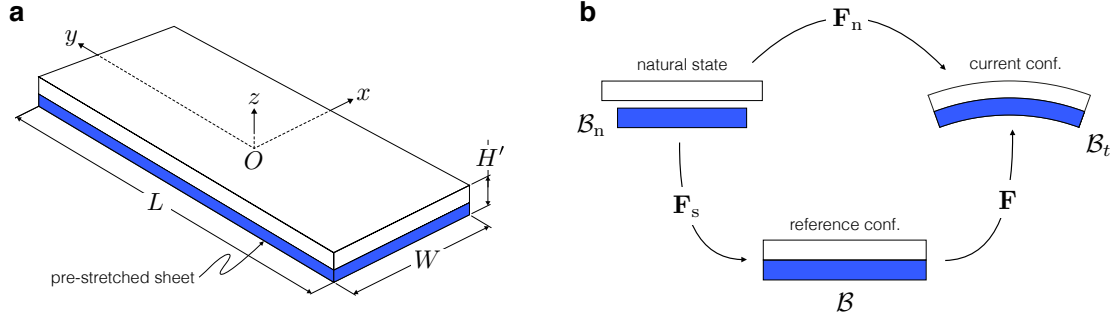 a
y
z
x
O
H′
L
W
pre-stretched sheet
b
Fₙ
natural state
current conf.
ℬₙ
ℬₜ
Fₛ
F
reference conf.
ℬ